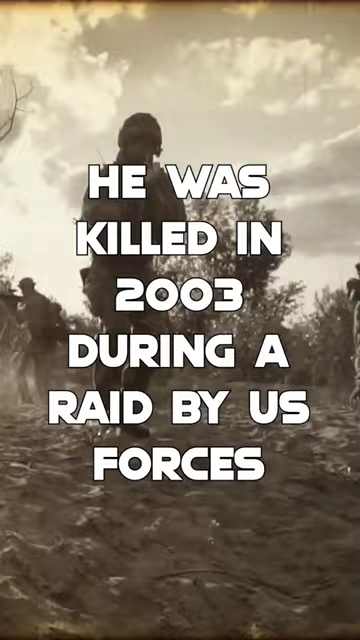 HE WAS
KILLED IN
2003
DURING A
RAID BY US
FORCES